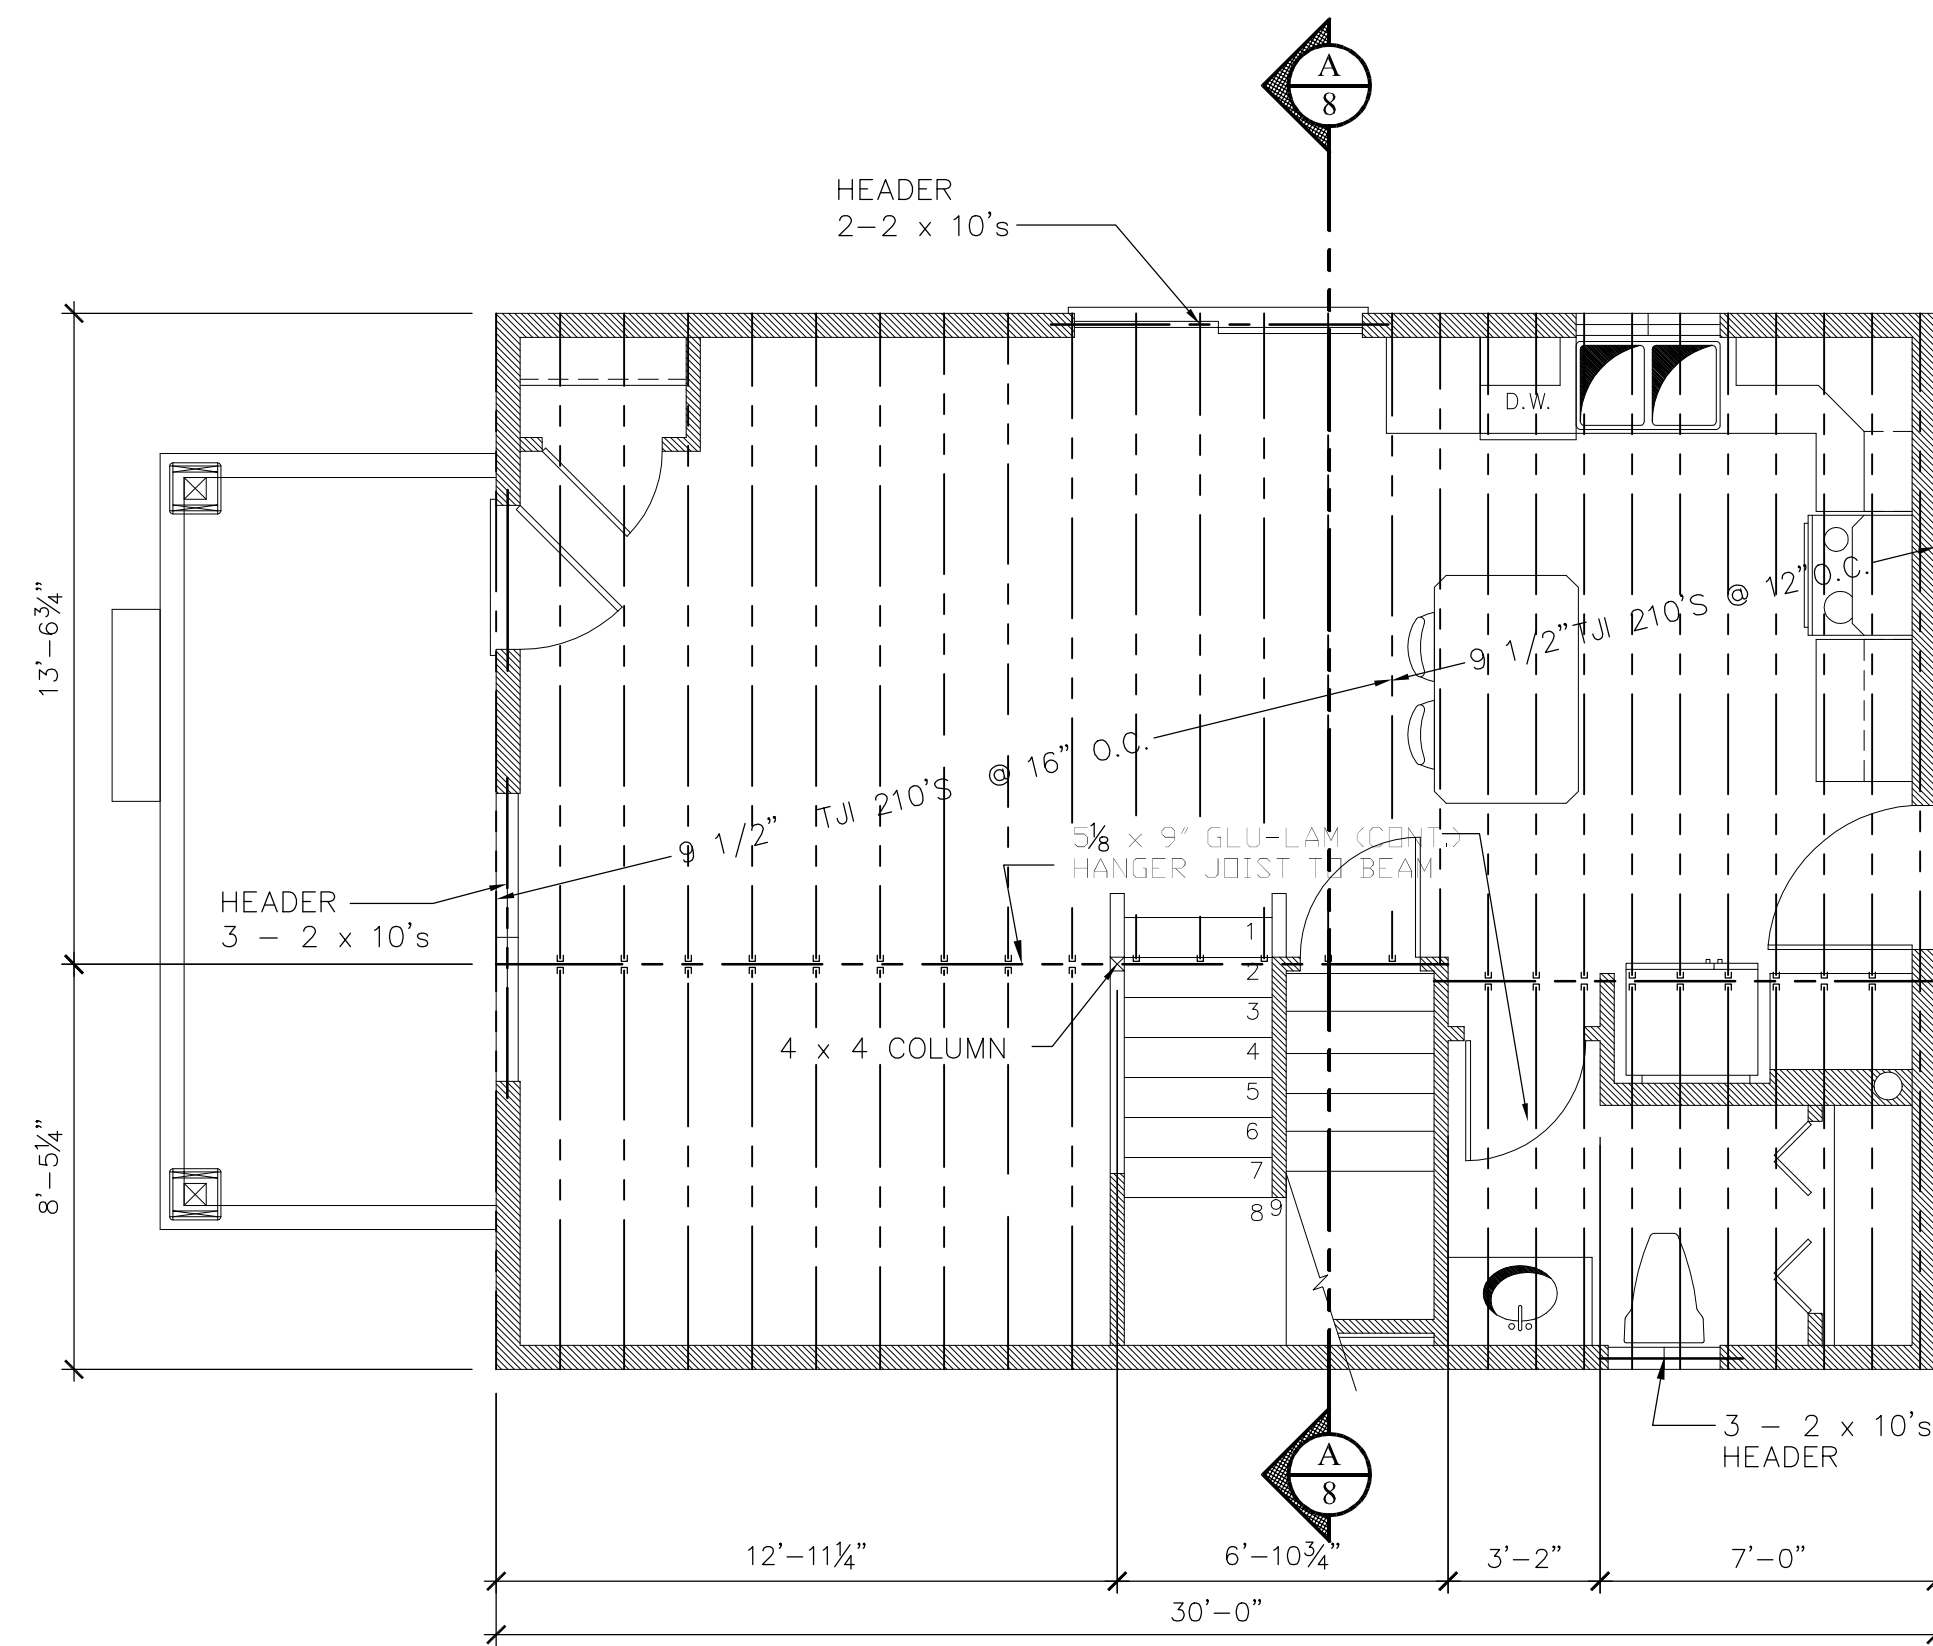 A
8
HEADER
2-2 x 10's
D.W.
13'-6¾"
9 1/2" TJI 210'S @ 12"O.C.
9 1/2" TJI 210'S @ 16" O.C.
5⅛ x 9" GLU-LAM (CONT.)
HANGER JOIST TO BEAM
HEADER
3 - 2 x 10's
1
2
3
4
5
6
7
8
9
4 x 4 COLUMN
8'-5¼"
3 - 2 x 10's
HEADER
A
8
12'-11¼"
6'-10¾"
3'-2"
7'-0"
30'-0"